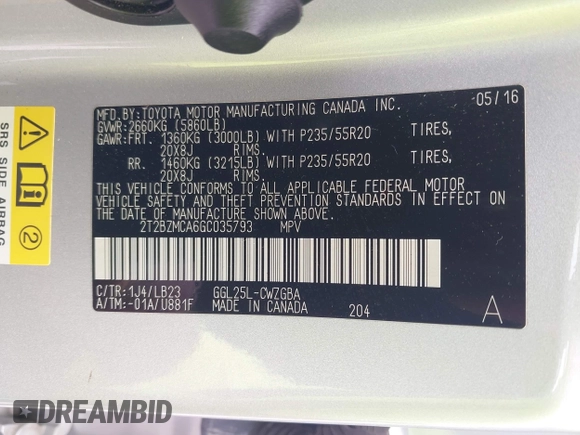 MFD.BY:TOYOTA MOTOR MANUFACTURING CANADA INC. 05/16
GVWR:2660KG (5860LB)
GAWR:FRT. 1360KG (3000LB) WITH P235/55R20 TIRES,
20X8J RIMS.
RR. 1460KG (3215LB) WITH P235/55R20 TIRES,
20X8J RIMS.
THIS VEHICLE CONFORMS TO ALL APPLICABLE FEDERAL MOTOR
VEHICLE SAFETY AND THEFT PREVENTION STANDARDS IN EFFECT ON
THE DATE OF MANUFACTURE SHOWN ABOVE.
2T2BZMCA6GC035793 MPV
C/TR:1J4/LB23 GGL25L-CWZGBA
A/TM:-01A/U881F MADE IN CANADA 204 A
SRS SIDE AIRBAG
2
DREAMBID